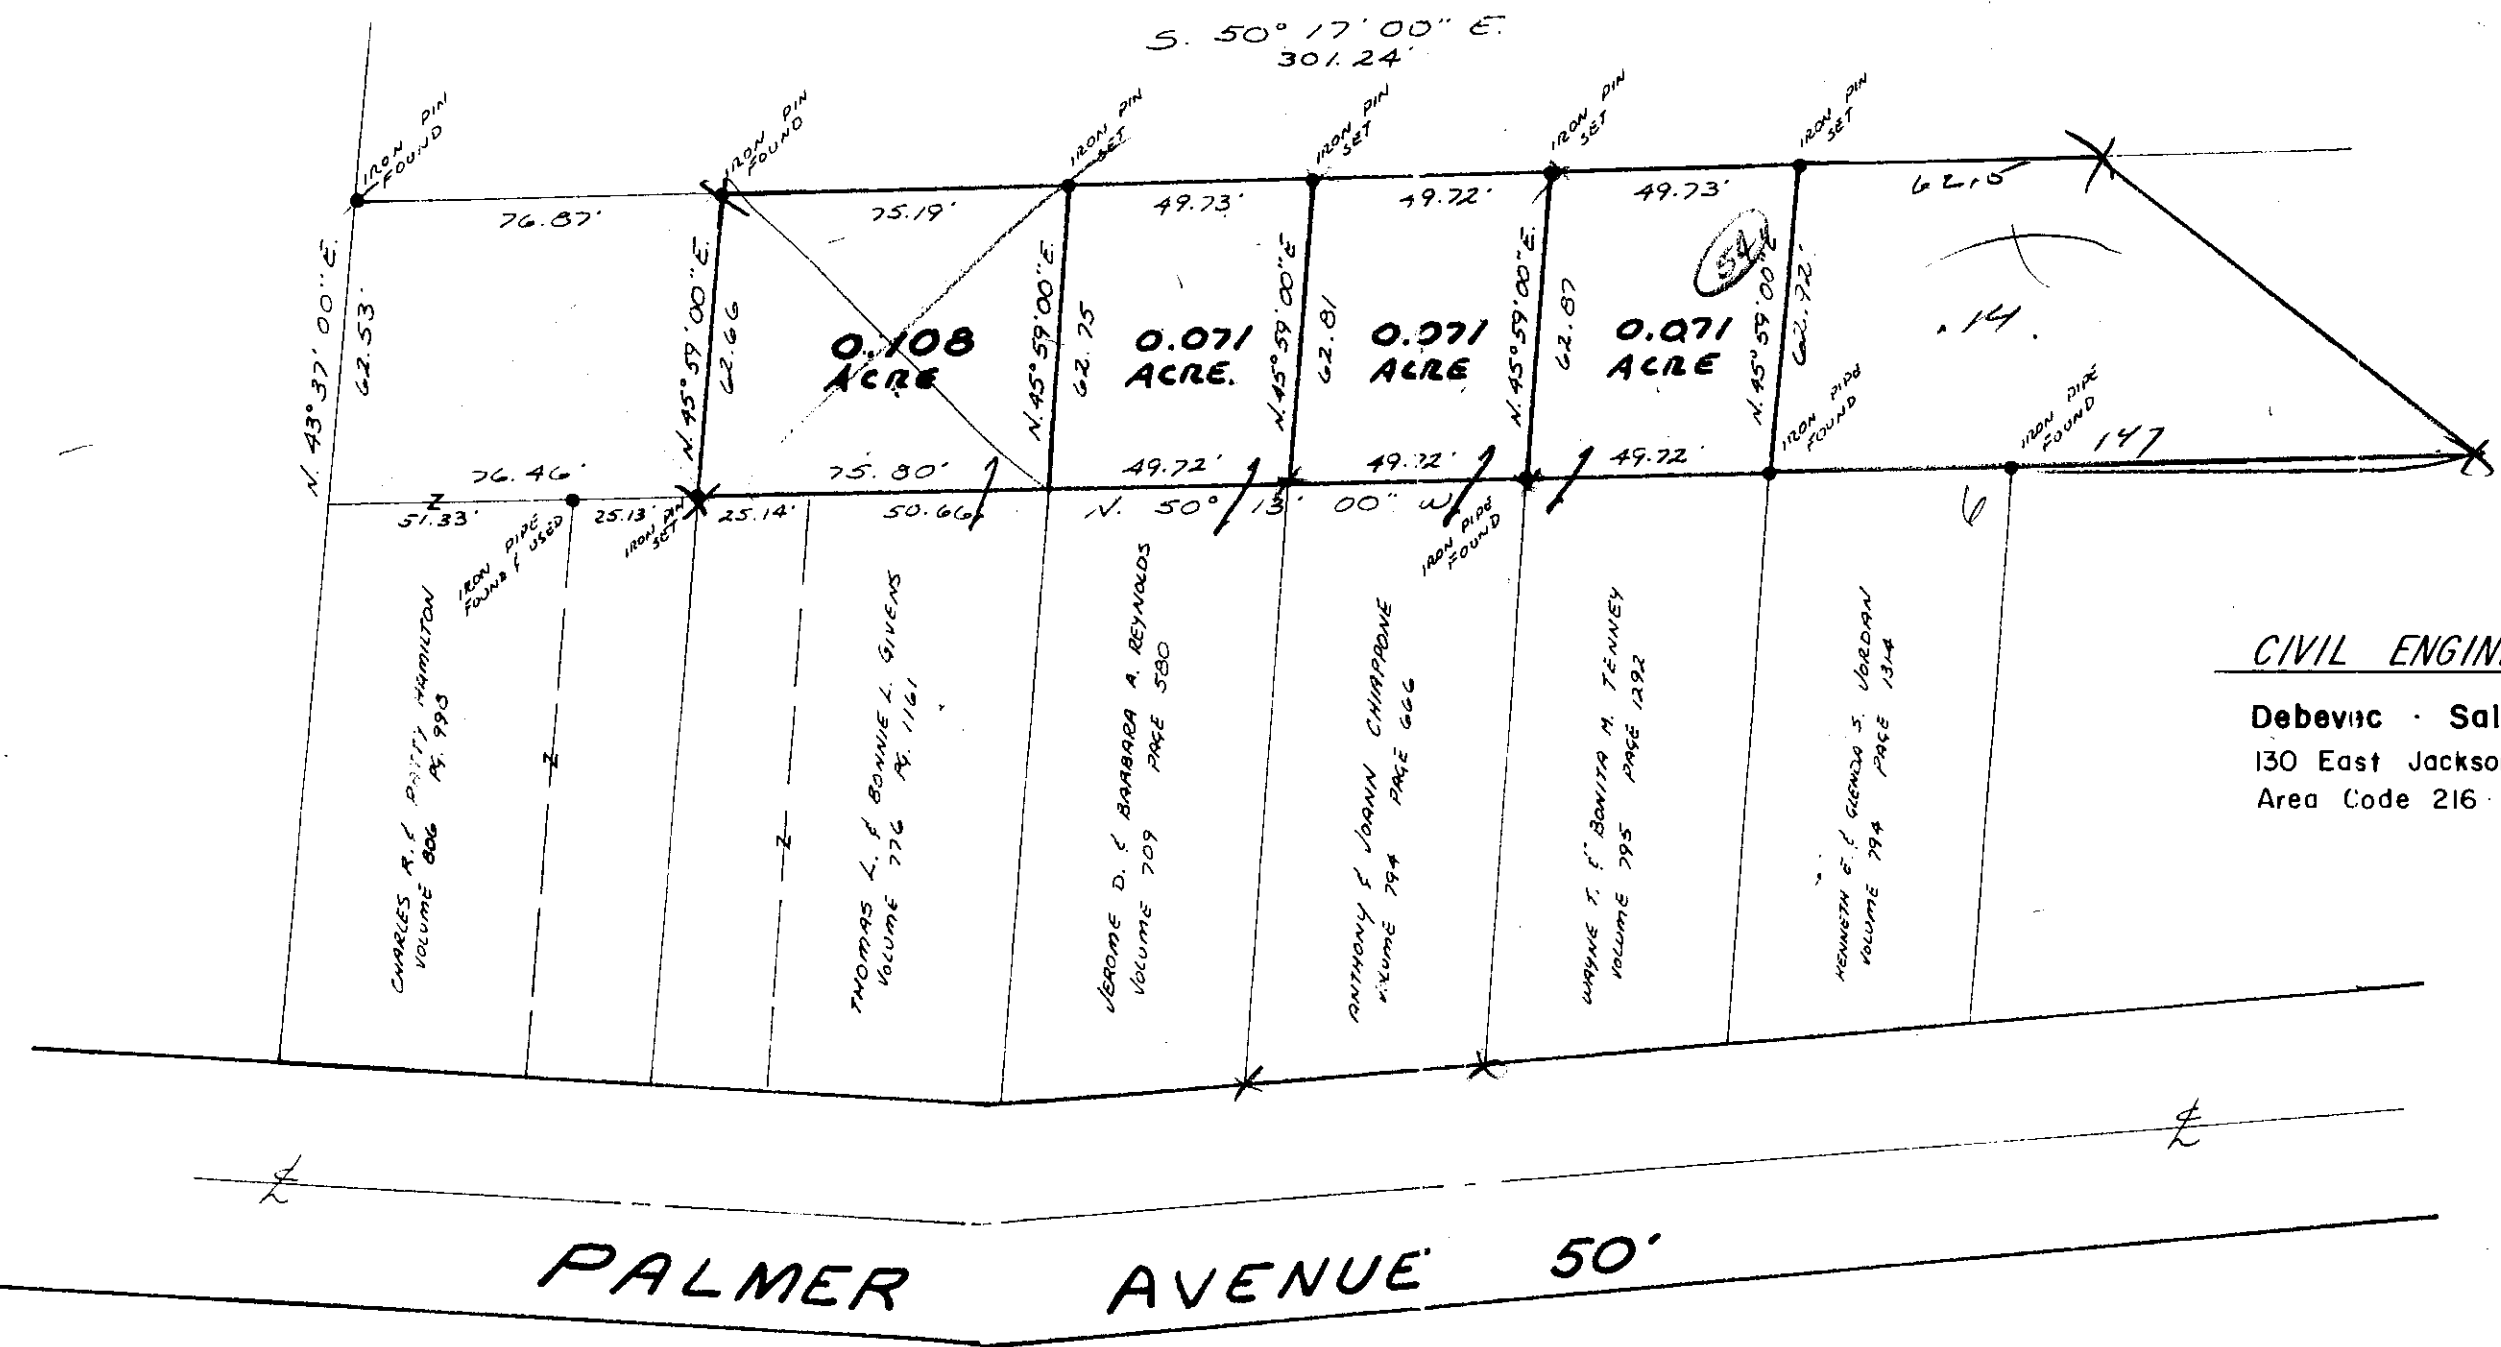 S. 50° 17' 00" E.
301.24'
IRON PIN
FOUND
IRON PIN
FOUND
IRON PIN
SET
IRON PIN
SET
IRON PIN
SET
IRON PIN
SET
76.87'
75.19'
49.73'
49.72'
49.73'
62.5
N. 43° 37' 00" E.
62.53'
N. 45° 59' 00" E.
62.66
0.108
ACRE
N. 45° 59' 00" E.
62.75
0.071
ACRE.
N. 45° 59' 00" E
62.81
0.071
ACRE
N. 45° 59' 00" E.
62.87
0.071
ACRE
54
N. 45° 59' 00" E
62.92'
.14.
IRON PIPE
FOUND
IRON PIPE
FOUND
147
76.46'
75.80'
49.72'
49.72'
49.72'
Z
51.33'
25.13'
25.14'
50.66'
N. 50° 13' 00" W
IRON PIPE
FOUND & USED
IRON PIN
SET
IRON PIPE
FOUND
CHARLES R. & PATTY HAMILTON
VOLUME 806 PG. 998
Z
Z
THOMAS L. & BONNIE L. GIVENS
VOLUME 776 PG. 1161
JEROME D. & BARBARA A. REYNOLDS
VOLUME 709 PAGE 580
ANTHONY & JOANN CHIAPPONE
VOLUME 794 PAGE 666
WAYNE T. & BONITA M. TENNEY
VOLUME 795 PAGE 1292
KENNETH E. & GLENDA S. JORDAN
VOLUME 794 PAGE 1314
CIVIL ENGIN
Debevec · Sal
130 East Jackso
Area Code 216
℄
℄
PALMER AVENUE 50'